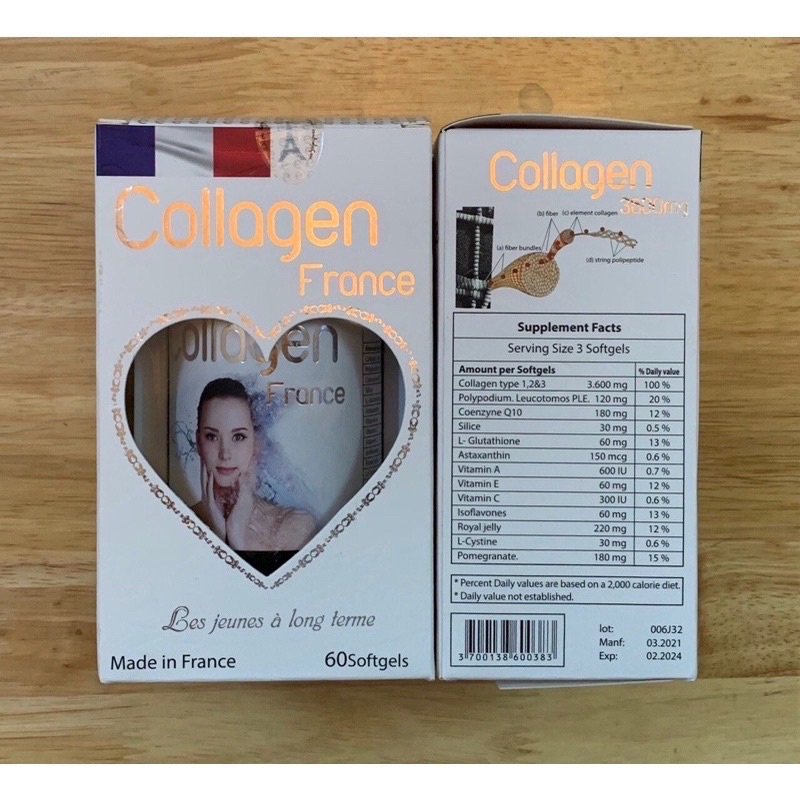 Collagen
France
Collagen
France
Les jeunes à long terme
Made in France
60Softgels
Collagen
3600mg
(b) fiber
(c) element collagen
(a) fiber bundles
(d) string polipeptide
Supplement Facts
Serving Size 3 Softgels
Amount per Softgels % Daily value
Collagen type 1,2&3 3.600 mg 100 %
Polypodium. Leucotomos PLE. 120 mg 20 %
Coenzyme Q10 180 mg 12 %
Silice 30 mg 0.5 %
L- Glutathione 60 mg 13 %
Astaxanthin 150 mcg 0.6 %
Vitamin A 600 IU 0.7 %
Vitamin E 60 mg 12 %
Vitamin C 300 IU 0.6 %
Isoflavones 60 mg 13 %
Royal jelly 220 mg 12 %
L-Cystine 30 mg 0.6 %
Pomegranate. 180 mg 15 %
* Percent Daily values are based on a 2,000 calorie diet.
* Daily value not established.
3 700138 600383
lot: 006J32
Manf: 03.2021
Exp: 02.2024